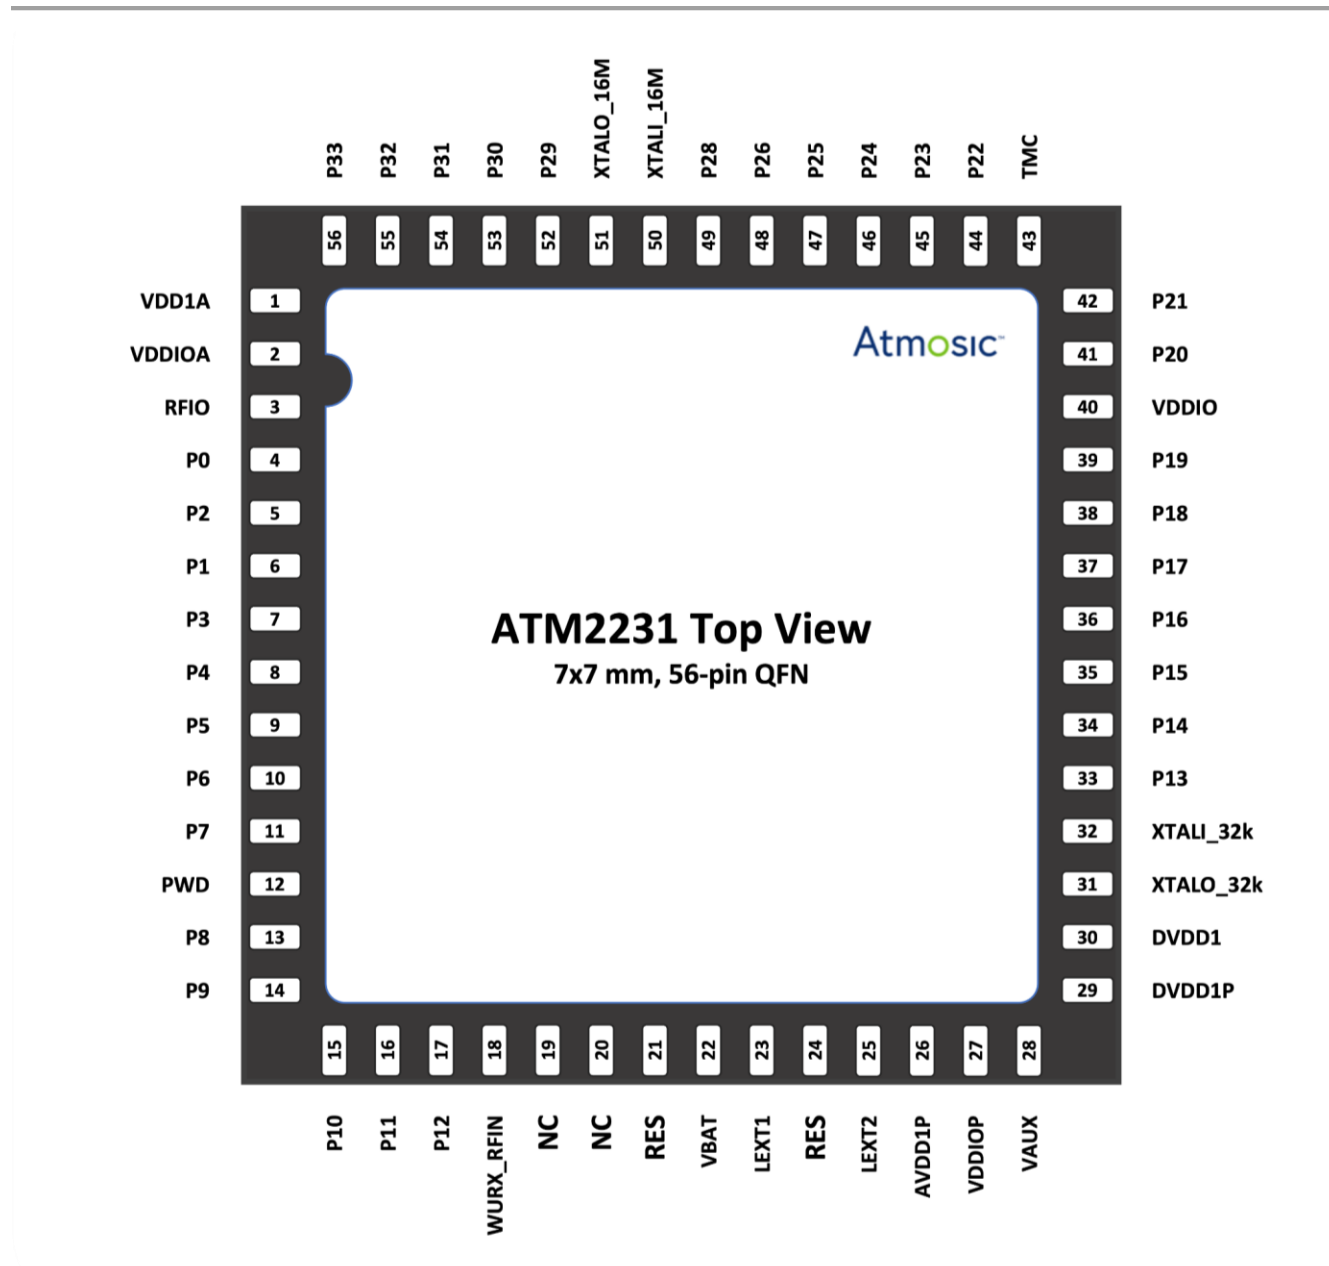 P33 P32 P31 P30 P29 XTALO_16M XTALI_16M P28 P26 P25 P24 P23 P22 TMC
56 55 54 53 52 51 50 49 48 47 46 45 44 43
VDD1A 1 42 P21
Atmosic™
VDDIOA 2 41 P20
RFIO 3 40 VDDIO
P0 4 39 P19
P2 5 38 P18
P1 6 37 P17
P3 7 36 P16
ATM2231 Top View
7x7 mm, 56-pin QFN
P4 8 35 P15
P5 9 34 P14
P6 10 33 P13
P7 11 32 XTALI_32k
PWD 12 31 XTALO_32k
P8 13 30 DVDD1
P9 14 29 DVDD1P
15 16 17 18 19 20 21 22 23 24 25 26 27 28
P10 P11 P12 WURX_RFIN NC NC RES VBAT LEXT1 RES LEXT2 AVDD1P VDDIOP VAUX